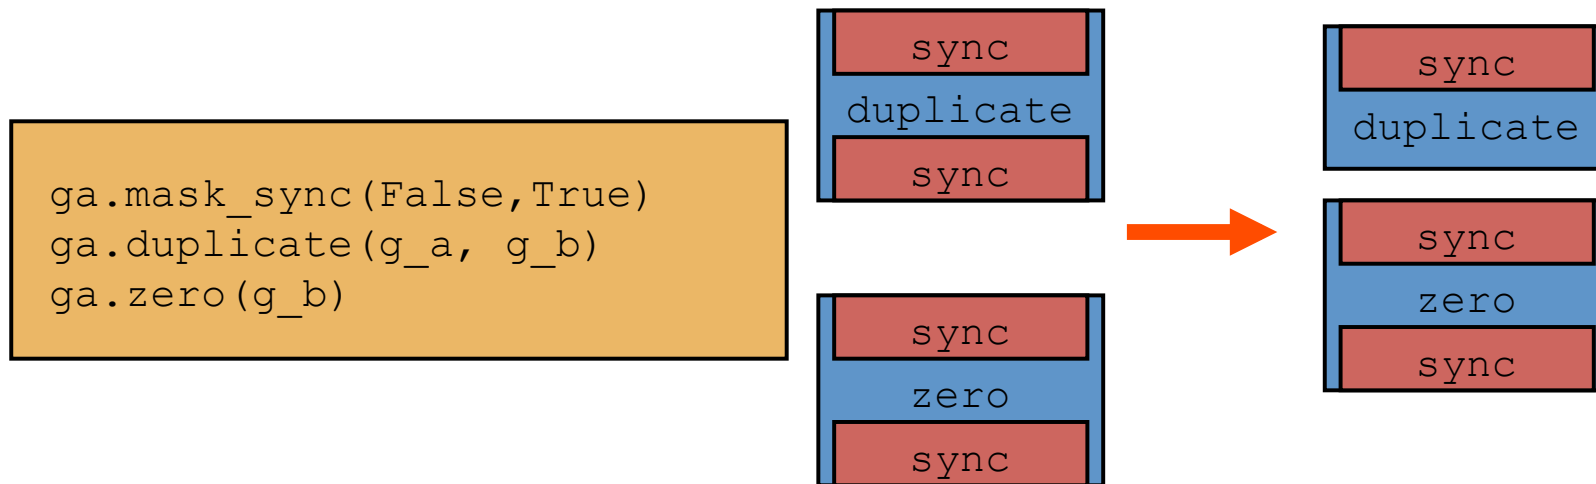 ga.mask_sync(False,True)
ga.duplicate(g_a, g_b)
ga.zero(g_b)
sync
duplicate
sync
sync
zero
sync
sync
duplicate
sync
zero
sync